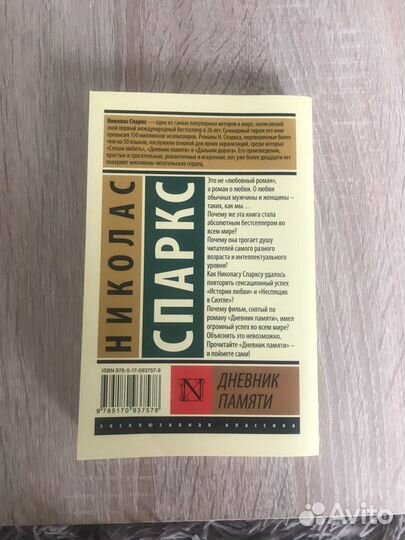 Николас Спаркс — один из самых популярных авторов в мире, написавший
свой первый международный бестселлер в 28 лет. Суммарный тираж его книг
превысил 150 миллионов экземпляров. Романы Н. Спаркса, переведенные более
чем на 50 языков, послужили основой для ярких экранизаций, среди которых
«Спеши любить», «Дневник памяти» и «Дальняя дорога». Его произведения,
простые и трогательные, романтичные и искренние, вот уже более двадцати лет
покоряют миллионы читательских сердец.
НИКОЛАС
СПАРКС
Это не «любовный роман»,
а роман о любви. О любви
обычных мужчины и женщины –
таких, как мы…
Почему же эта книга стала
абсолютным бестселлером во
всем мире?
Почему она трогает душу
читателей самого разного
возраста и интеллектуального
уровня?
Как Николасу Спарксу удалось
повторить сенсационный успех
«Истории любви» и «Неспящих
в Сиэтле»?
Почему фильм, снятый по
роману «Дневник памяти», имел
огромный успех во всем мире?
Объяснить это невозможно.
Прочитайте «Дневник памяти» –
и поймете сами!
ISBN 978-5-17-093757-8
9 785170 937578
N
ДНЕВНИК
ПАМЯТИ
эксклюзивная классика
Avito